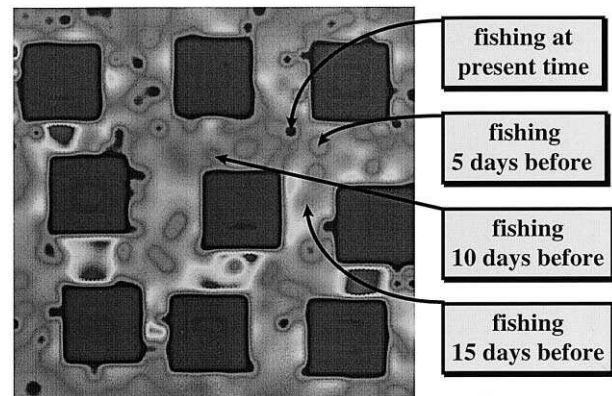 fishing at
present time
fishing
5 days before
fishing
10 days before
fishing
15 days before